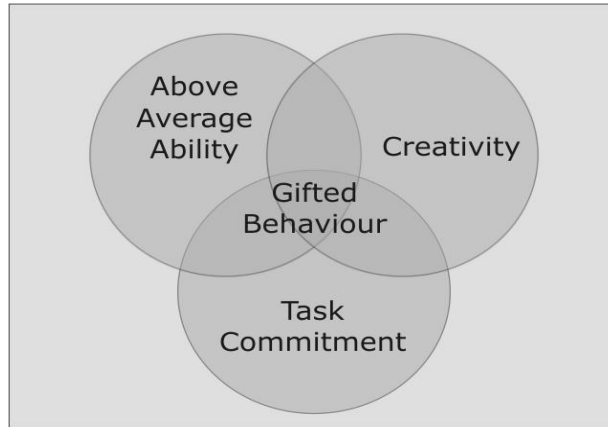 Above
Average
Ability
Creativity
Gifted
Behaviour
Task
Commitment